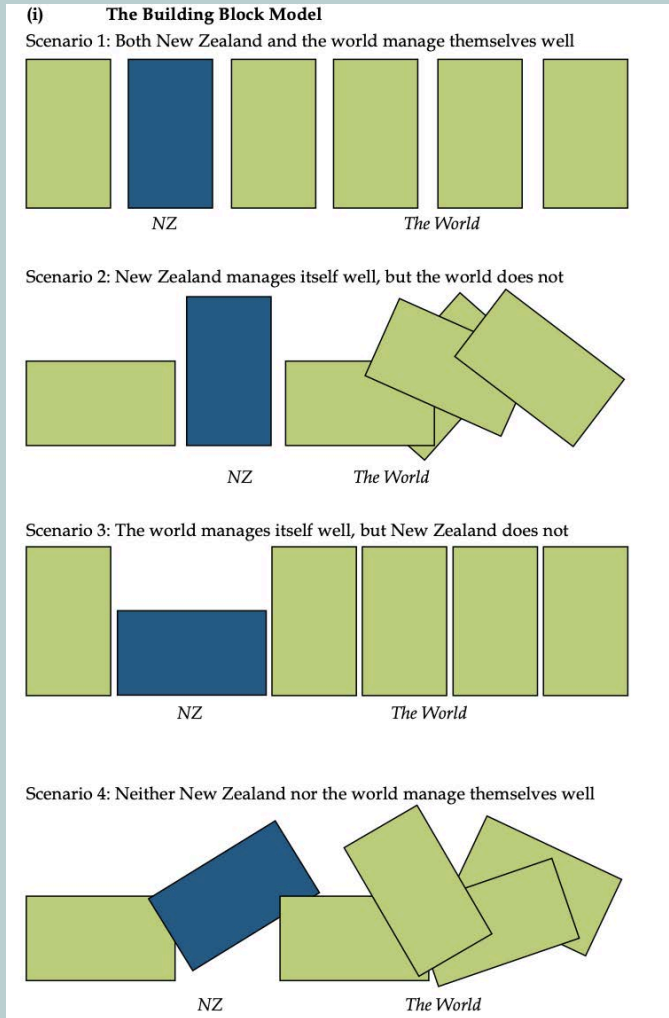 (i) The Building Block Model
Scenario 1: Both New Zealand and the world manage themselves well
NZ The World
Scenario 2: New Zealand manages itself well, but the world does not
NZ The World
Scenario 3: The world manages itself well, but New Zealand does not
NZ The World
Scenario 4: Neither New Zealand nor the world manage themselves well
NZ The World